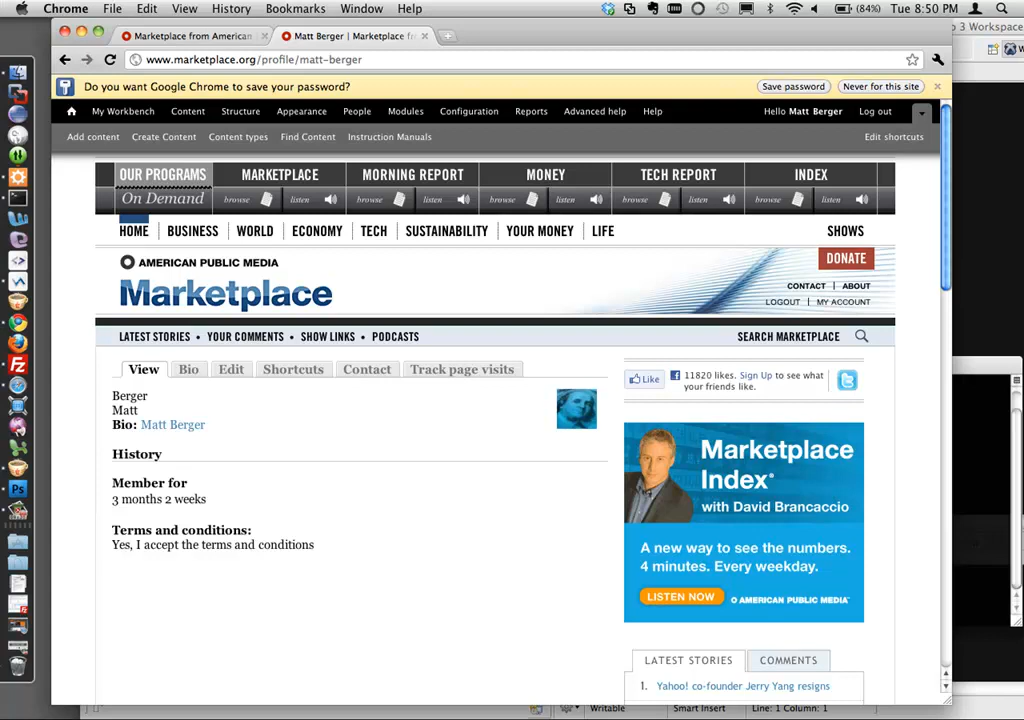 Chrome File Edit View History Bookmarks Window Help (84%) Tue 8:50 PM
Marketplace from American
Matt Berger | Marketplace fr
3 Workspace
www.marketplace.org/profile/matt-berger
Do you want Google Chrome to save your password? Save password Never for this site
My Workbench Content Structure Appearance People Modules Configuration Reports Advanced help Help Hello Matt Berger Log out
Add content Create Content Content types Find Content Instruction Manuals Edit shortcuts
OUR PROGRAMS MARKETPLACE MORNING REPORT MONEY TECH REPORT INDEX
On Demand browse listen browse listen browse listen browse listen browse listen
HOME BUSINESS WORLD ECONOMY TECH SUSTAINABILITY YOUR MONEY LIFE SHOWS
AMERICAN PUBLIC MEDIA
Marketplace
DONATE
CONTACT | ABOUT
LOGOUT | MY ACCOUNT
LATEST STORIES • YOUR COMMENTS • SHOW LINKS • PODCASTS SEARCH MARKETPLACE
View Bio Edit Shortcuts Contact Track page visits
Berger
Matt
Bio: Matt Berger
History
Member for
3 months 2 weeks
Terms and conditions:
Yes, I accept the terms and conditions
Like 11820 likes. Sign Up to see what
your friends like.
Marketplace
Index®
with David Brancaccio
A new way to see the numbers.
4 minutes. Every weekday.
LISTEN NOW AMERICAN PUBLIC MEDIA™
LATEST STORIES COMMENTS
1. Yahoo! co-founder Jerry Yang resigns
Writable Smart Insert Line: 1 Column: 1